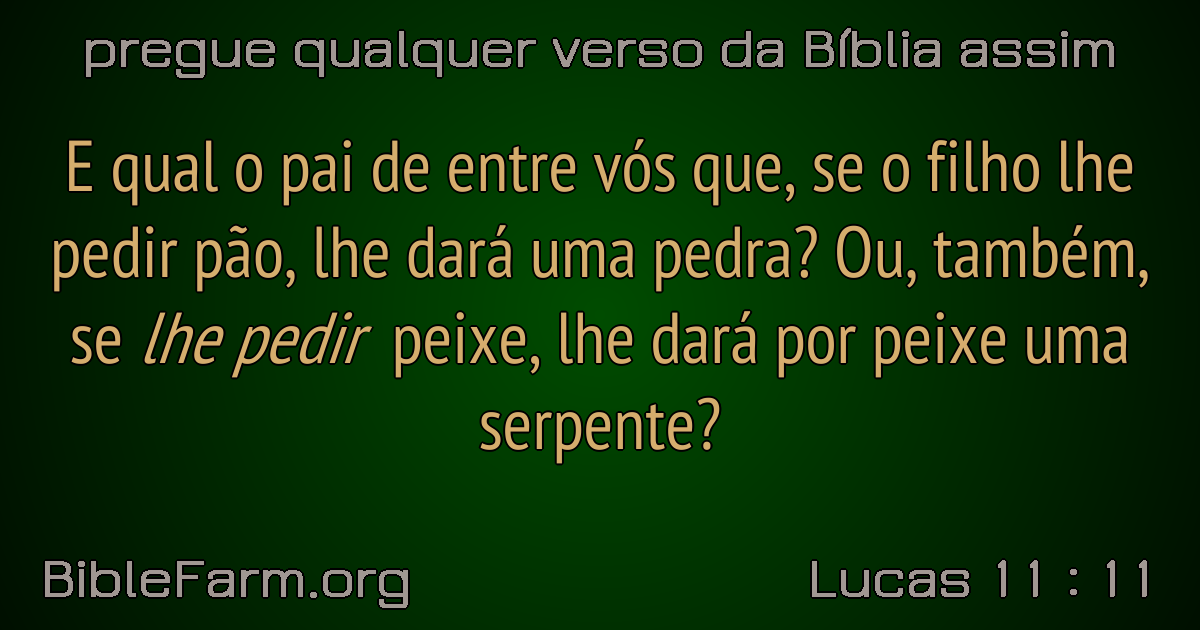 pregue qualquer verso da Bíblia assim
E qual o pai de entre vós que, se o filho lhe
pedir pão, lhe dará uma pedra? Ou, também,
se lhe pedir peixe, lhe dará por peixe uma
serpente?
BibleFarm.org
Lucas 11 : 11